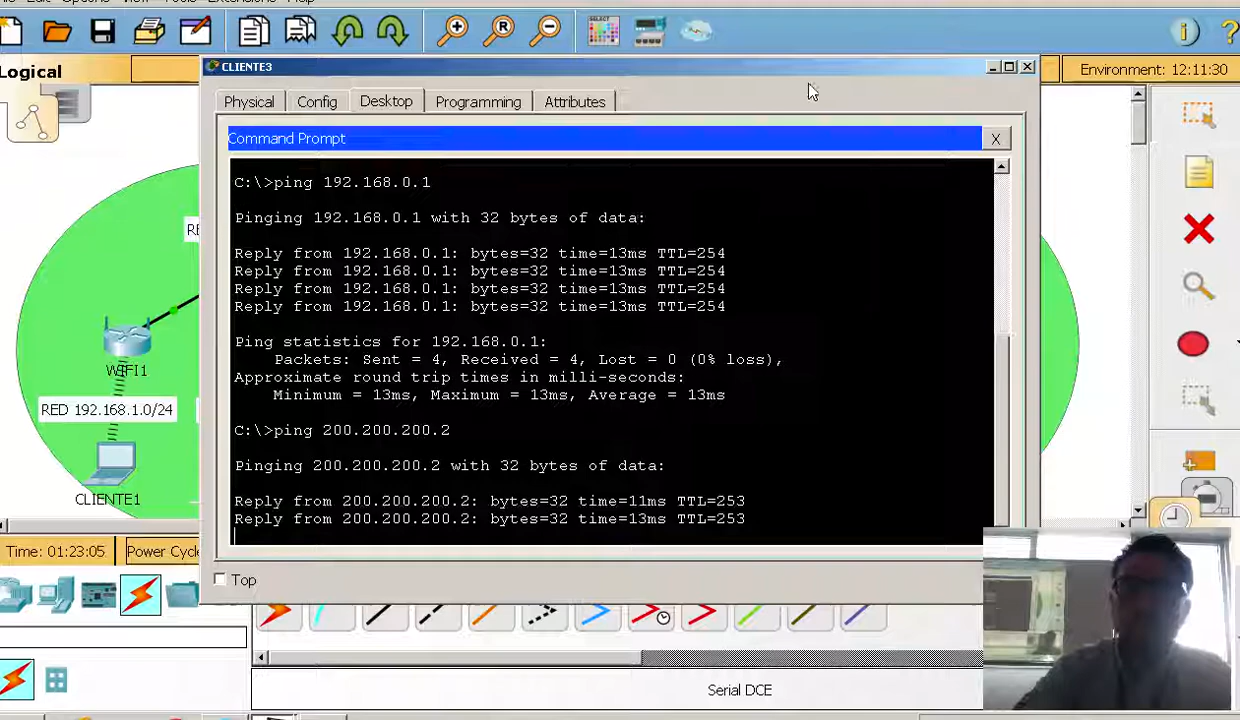 Options
Extensions
Help
Logical
Environment: 12:11:30
CLIENTE3
Physical
Config
Desktop
Programming
Attributes
Command Prompt
X
C:\>ping 192.168.0.1
Pinging 192.168.0.1 with 32 bytes of data:
Reply from 192.168.0.1: bytes=32 time=13ms TTL=254
Reply from 192.168.0.1: bytes=32 time=13ms TTL=254
Reply from 192.168.0.1: bytes=32 time=13ms TTL=254
Reply from 192.168.0.1: bytes=32 time=13ms TTL=254
Ping statistics for 192.168.0.1:
Packets: Sent = 4, Received = 4, Lost = 0 (0% loss),
Approximate round trip times in milli-seconds:
Minimum = 13ms, Maximum = 13ms, Average = 13ms
C:\>ping 200.200.200.2
Pinging 200.200.200.2 with 32 bytes of data:
Reply from 200.200.200.2: bytes=32 time=11ms TTL=253
Reply from 200.200.200.2: bytes=32 time=13ms TTL=253
Top
RE
WIFI1
RED 192.168.1.0/24
CLIENTE1
Time: 01:23:05
Power Cycl
SELECT
R
Serial DCE